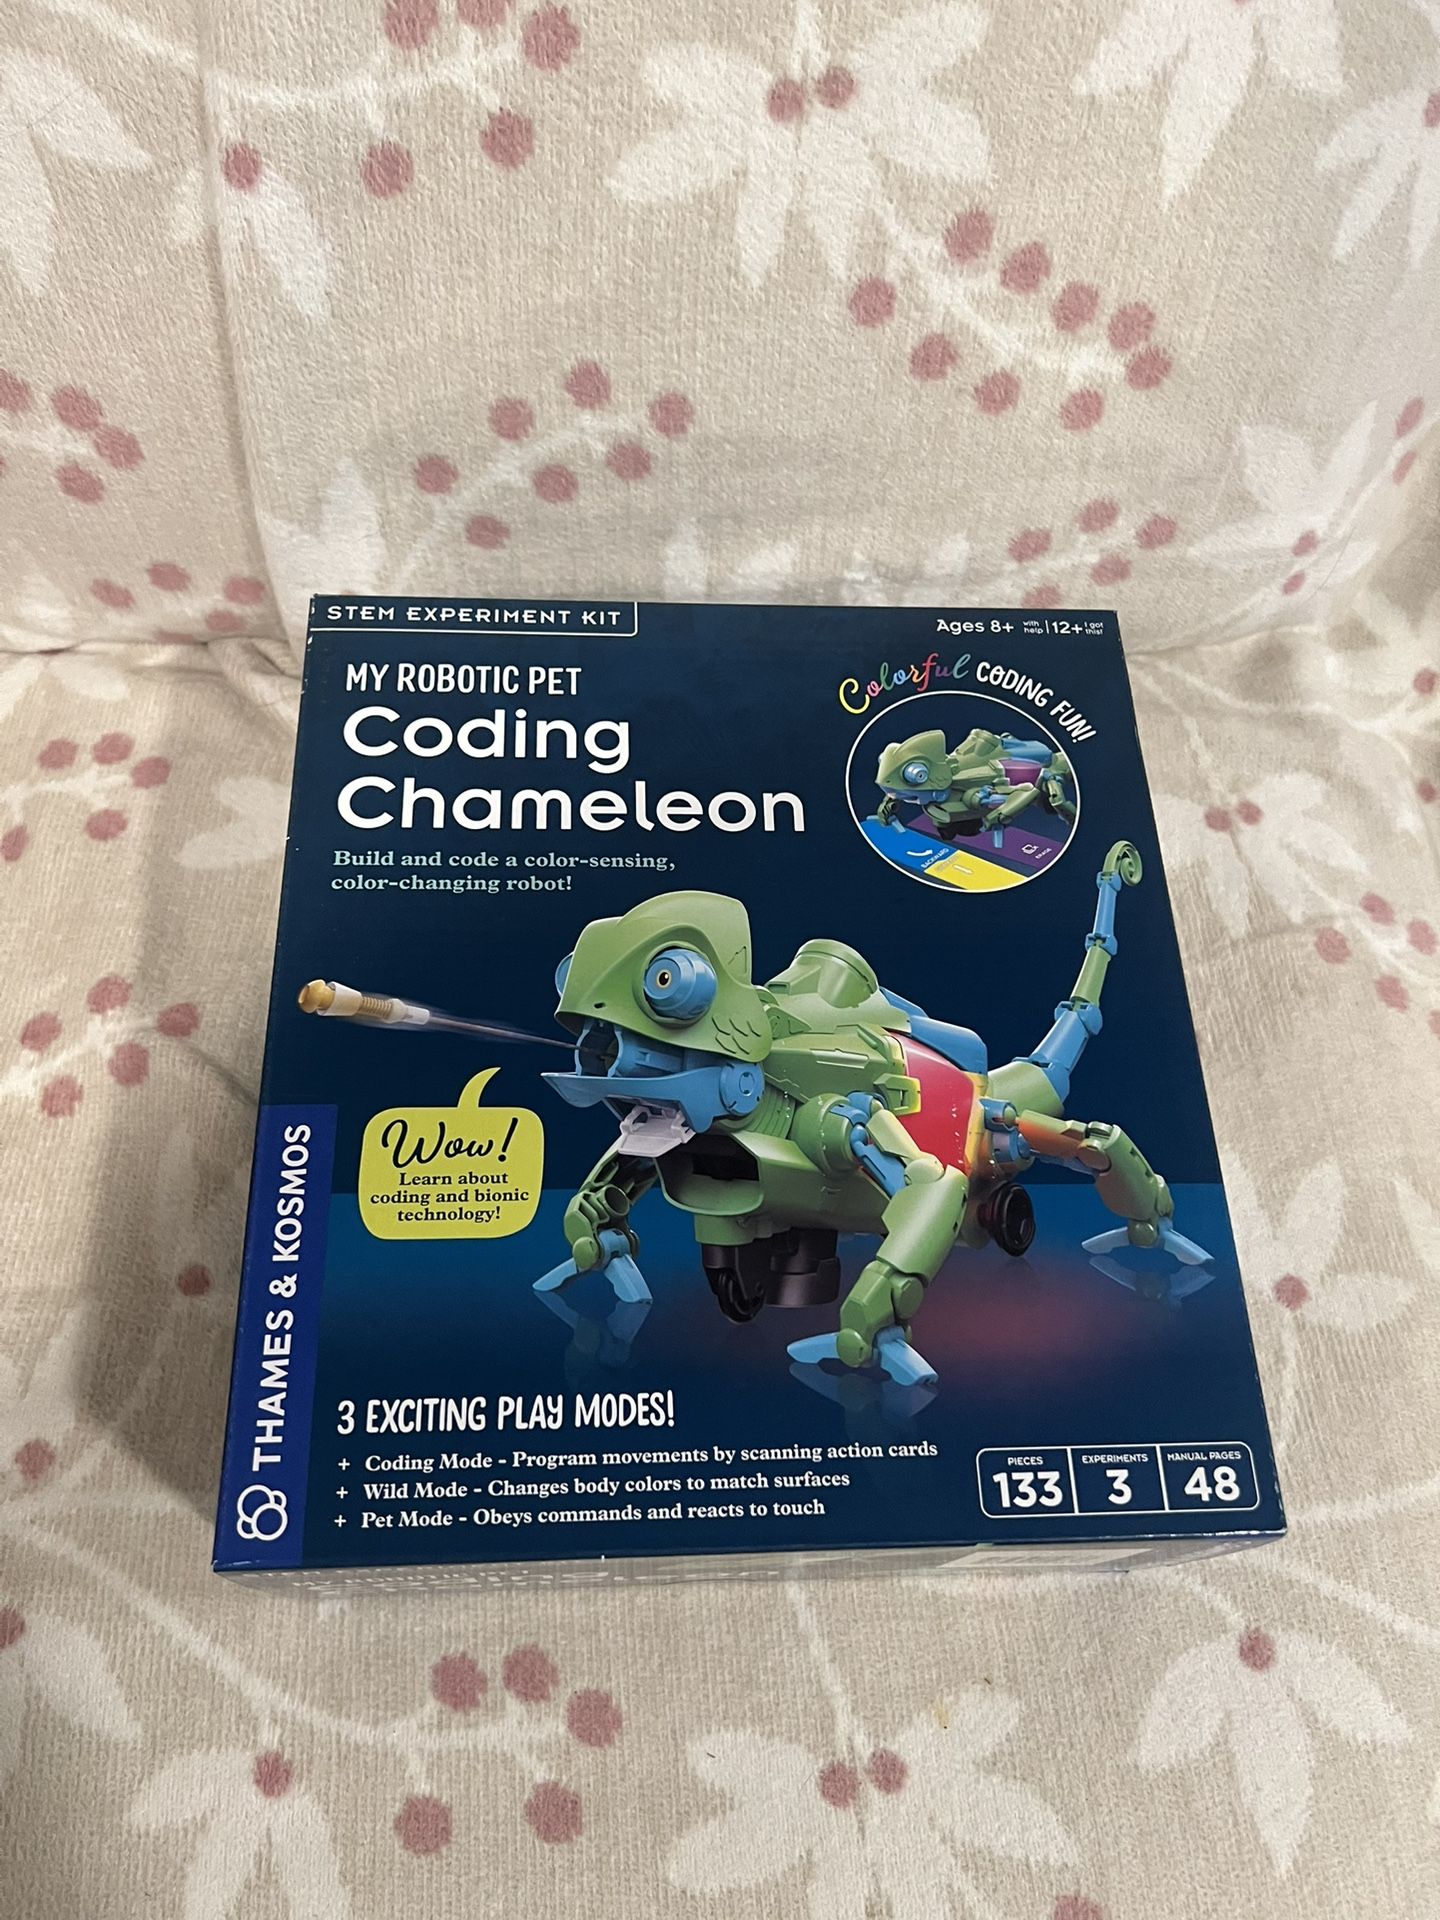 STEM EXPERIMENT KIT
Ages 8+ with help | 12+ I got this!
MY ROBOTIC PET
Coding
Chameleon
Build and code a color-sensing,
color-changing robot!
Colorful CODING FUN!
BACKWARD
ERASE
Wow!
Learn about
coding and bionic
technology!
THAMES & KOSMOS
3 EXCITING PLAY MODES!
+ Coding Mode - Program movements by scanning action cards
+ Wild Mode - Changes body colors to match surfaces
+ Pet Mode - Obeys commands and reacts to touch
PIECES
133
EXPERIMENTS
3
MANUAL PAGES
48